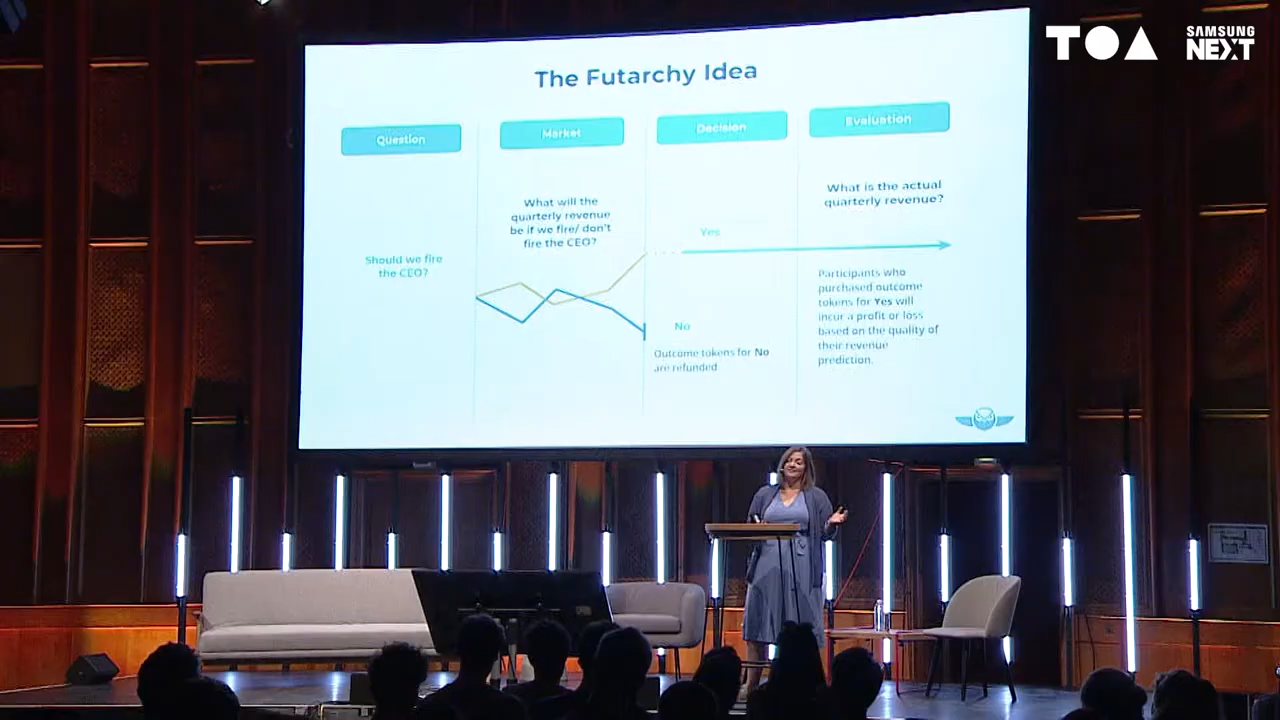 TOA
SAMSUNG
NEXT
The Futarchy Idea
Question
Market
Decision
Evaluation
Should we fire
the CEO?
What will the
quarterly revenue
be if we fire/ don't
fire the CEO?
Yes
No
Outcome tokens for No
are refunded
What is the actual
quarterly revenue?
Participants who
purchased outcome
tokens for Yes will
incur a profit or loss
based on the quality of
their revenue
prediction.